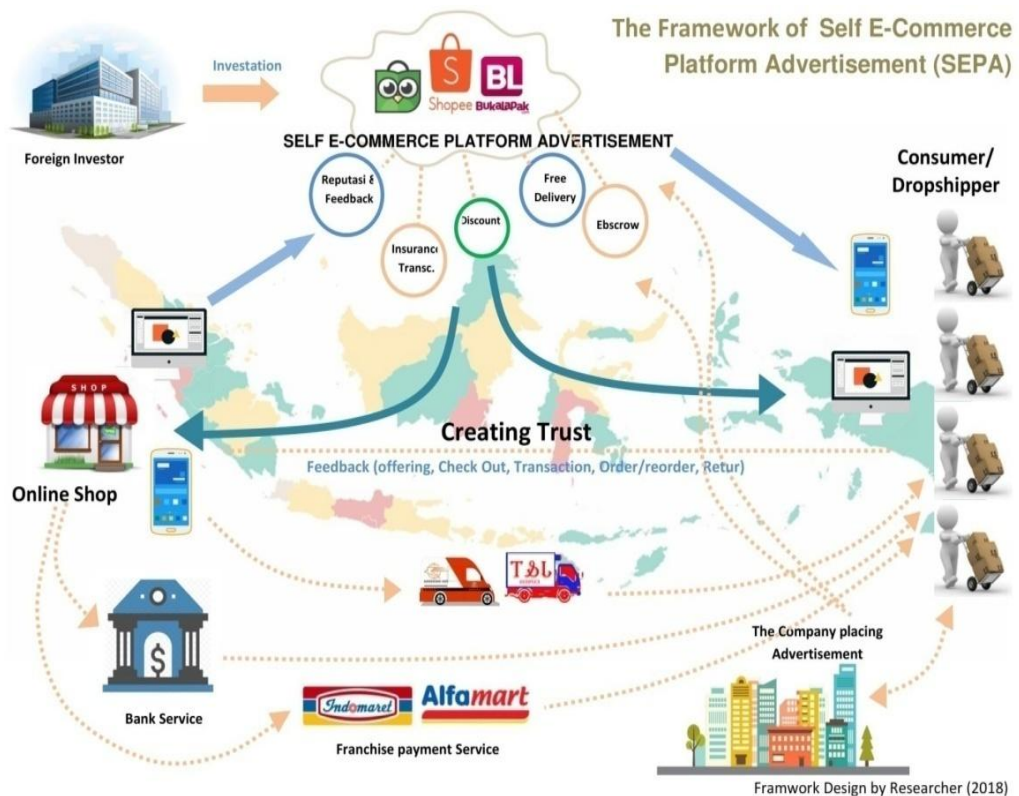 The Framework of Self E-Commerce
Platform Advertisement (SEPA)
Investation
Foreign Investor
Shopee
BL
BukalaPak
SELF E-COMMERCE PLATFORM ADVERTISEMENT
Reputasi &
Feedback
Insurance
Transc.
Discount
Free
Delivery
Ebscrow
Consumer/
Dropshipper
SHOP
Online Shop
Creating Trust
Feedback (offering, Check Out, Transaction, Order/reorder, Retur)
$
Bank Service
Indomaret
Alfamart
Franchise payment Service
The Company placing
Advertisement
Framwork Design by Researcher (2018)